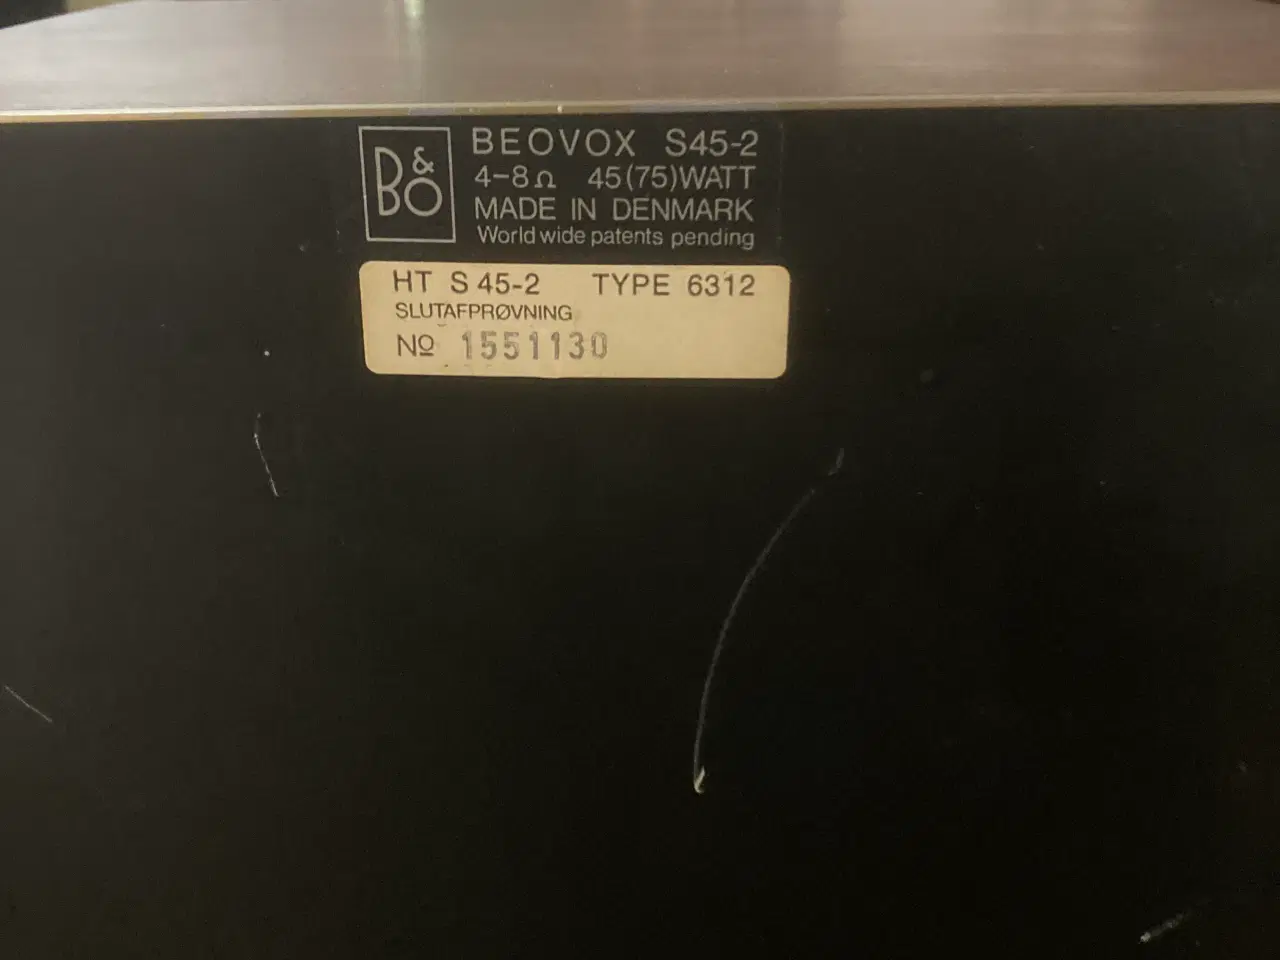 B&O
BEOVOX S45-2
4-8Ω 45(75)WATT
MADE IN DENMARK
World wide patents pending
HT S 45-2 TYPE 6312
SLUTAFPRØVNING
Nº 1551130